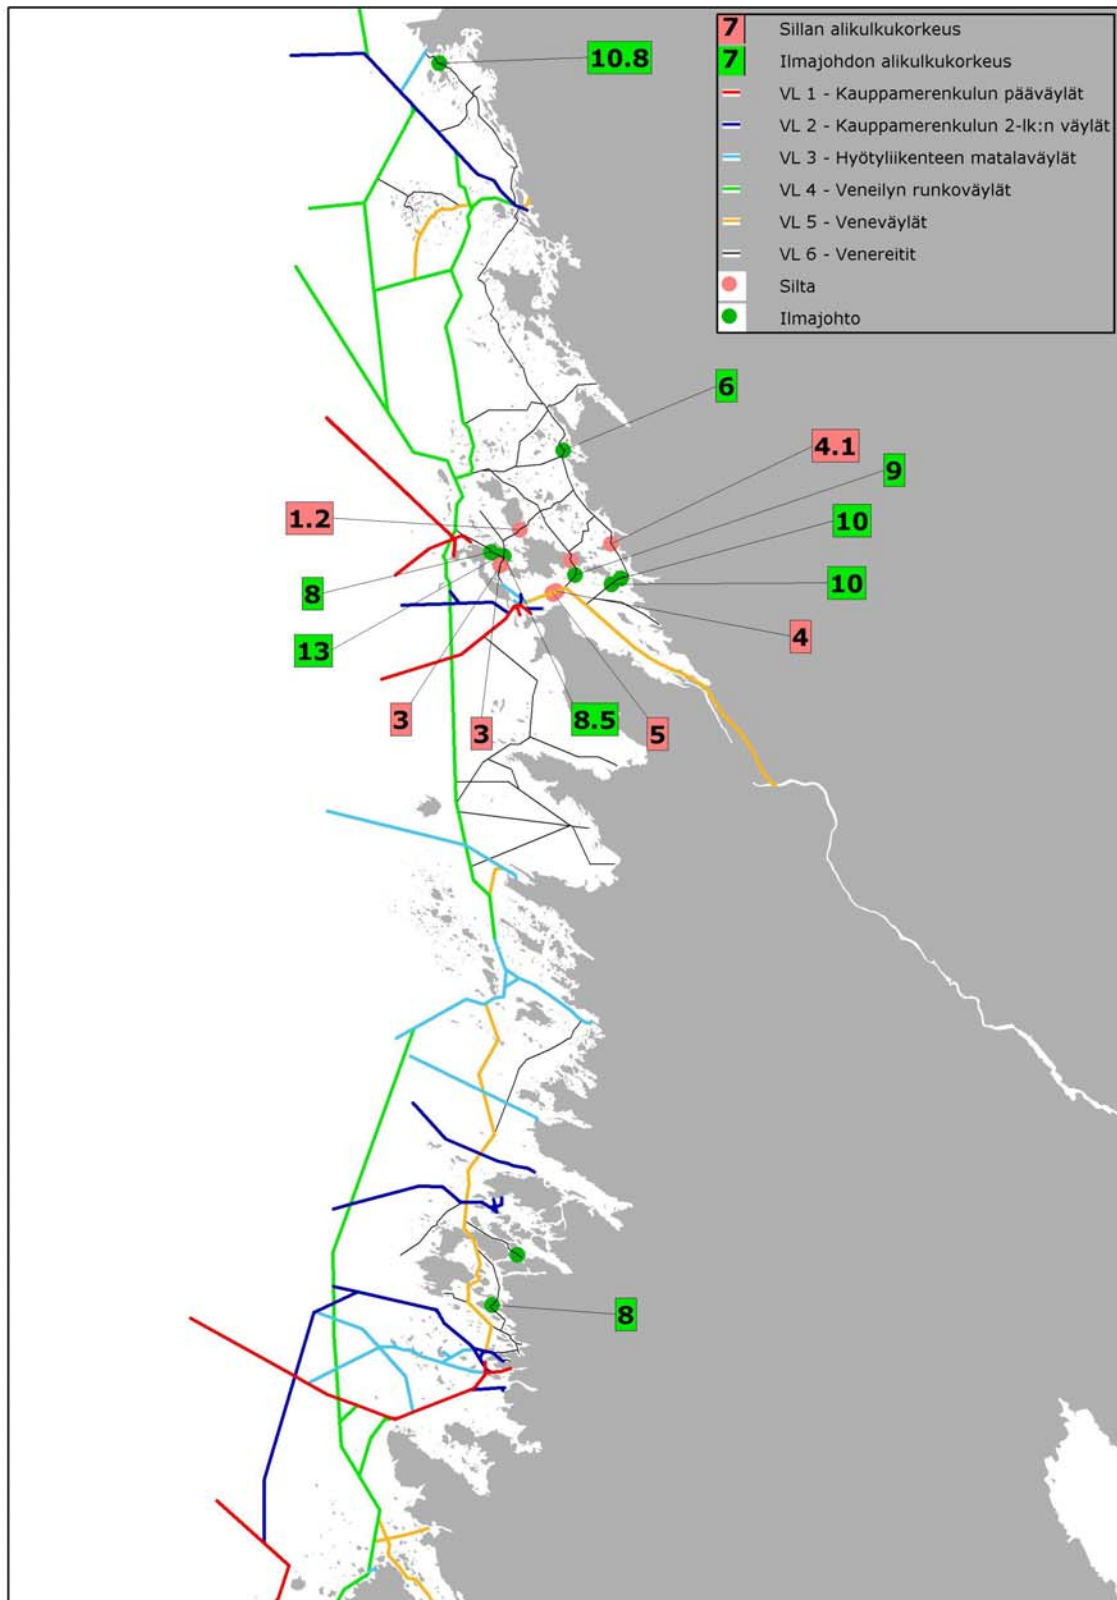 7 Sillan alikulkukorkeus
7 Ilmajohdon alikulkukorkeus
VL 1 - Kauppamerenkulun pääväylät
VL 2 - Kauppamerenkulun 2-lk:n väylät
VL 3 - Hyötyliikenteen matalaväylät
VL 4 - Veneilyn runkoväylät
VL 5 - Veneväylät
VL 6 - Venereitit
Silta
Ilmajohto
10.8
6
4.1
9
1.2
10
8
10
13
4
3
3
8.5
5
8